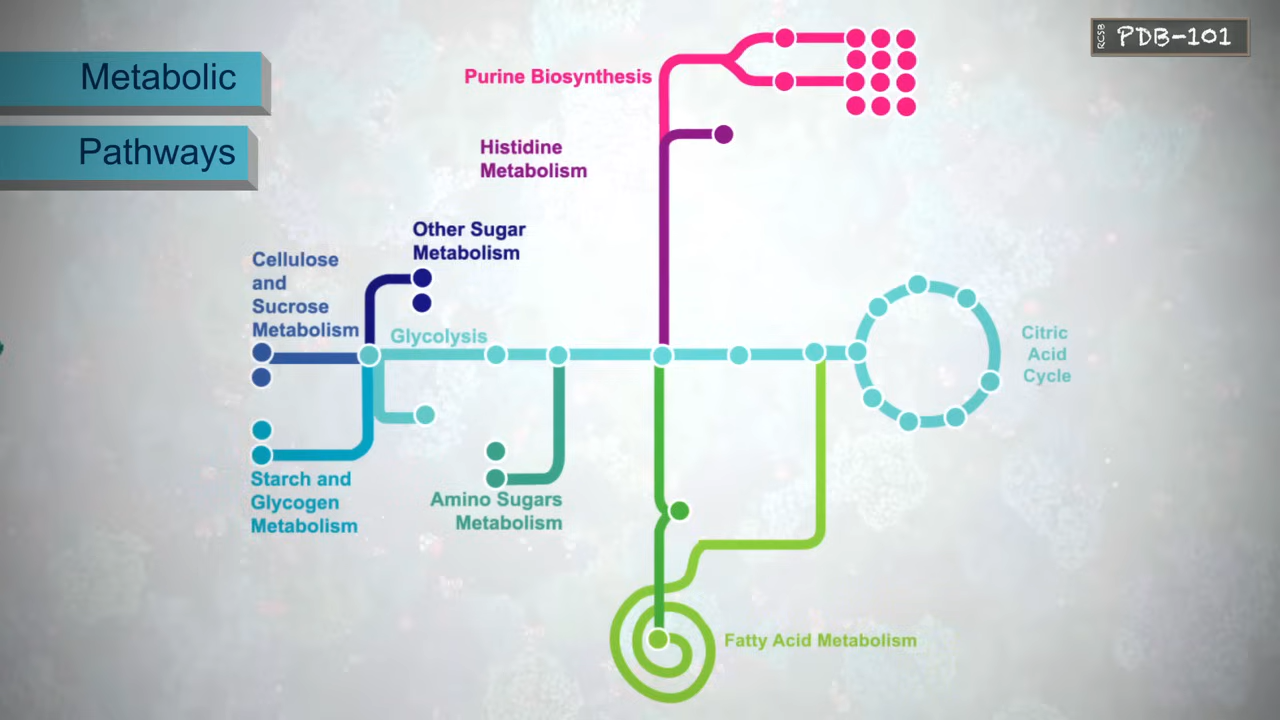 Metabolic
Pathways
RCSB
PDB-101
Purine Biosynthesis
Histidine
Metabolism
Other Sugar
Metabolism
Cellulose
and
Sucrose
Metabolism
Glycolysis
Citric
Acid
Cycle
Starch and
Glycogen
Metabolism
Amino Sugars
Metabolism
Fatty Acid Metabolism